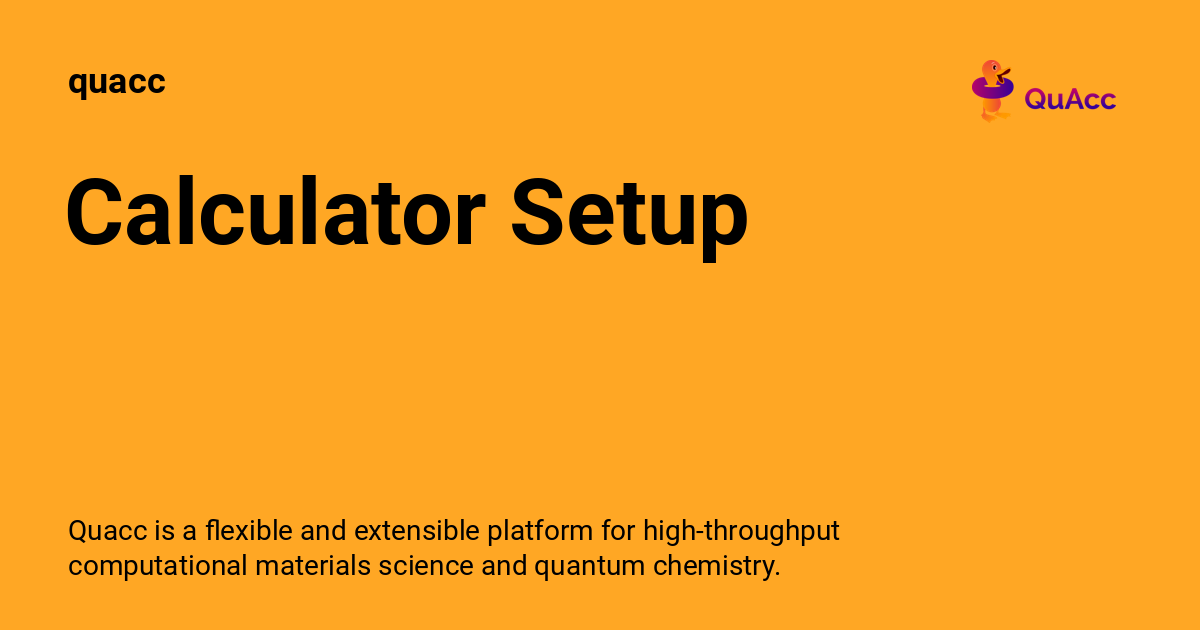 quacc
QuAcc
Calculator Setup
Quacc is a flexible and extensible platform for high-throughput
computational materials science and quantum chemistry.